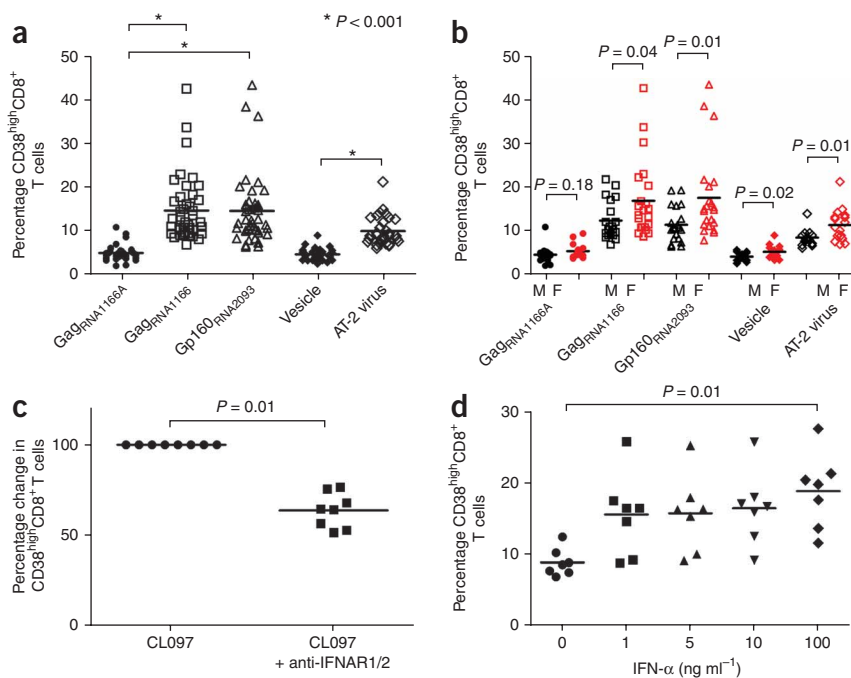 a
* P < 0.001
*
*
*
Percentage CD38highCD8+
T cells
50
40
30
20
10
0
GagRNA1166A
GagRNA1166
Gp160RNA2093
Vesicle
AT-2 virus
b
P = 0.04
P = 0.01
P = 0.18
P = 0.02
P = 0.01
Percentage CD38highCD8+
T cells
50
40
30
20
10
0
M F
M F
M F
M F
M F
GagRNA1166A
GagRNA1166
Gp160RNA2093
Vesicle
AT-2 virus
c
P = 0.01
Percentage change in
CD38highCD8+ T cells
100
50
0
CL097
CL097
+ anti-IFNAR1/2
d
P = 0.01
Percentage CD38highCD8+
T cells
30
20
10
0
0
1
5
10
100
IFN-α (ng ml−1)